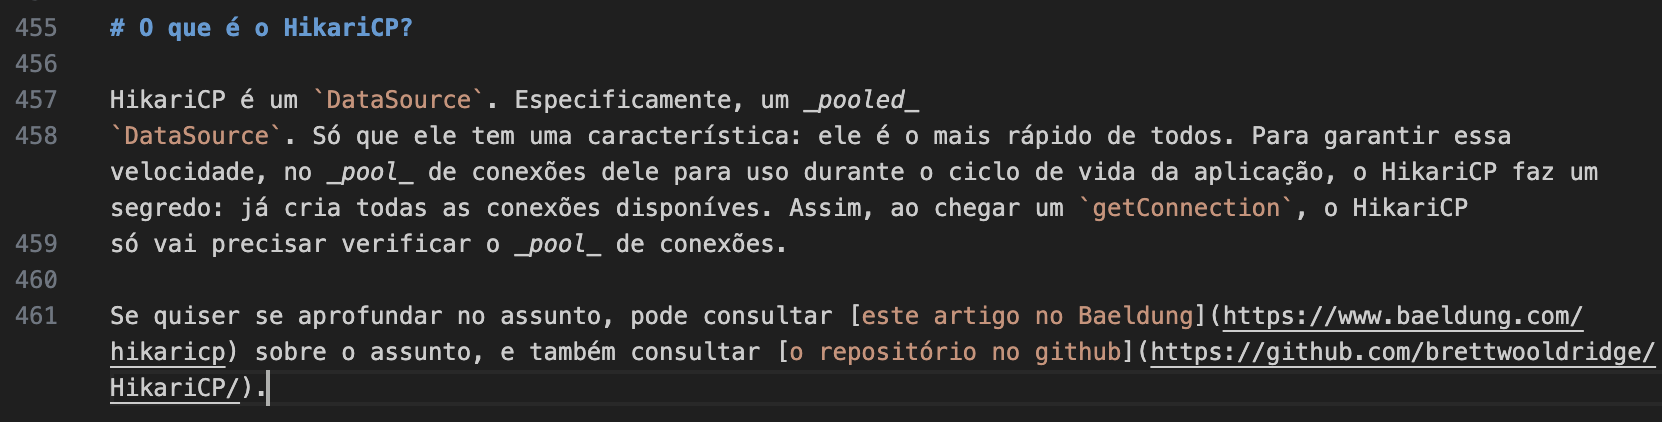 455 # O que é o HikariCP?
456
457 HikariCP é um `DataSource`. Especificamente, um _pooled_
458 `DataSource`. Só que ele tem uma característica: ele é o mais rápido de todos. Para garantir essa
velocidade, no _pool_ de conexões dele para uso durante o ciclo de vida da aplicação, o HikariCP faz um
segredo: já cria todas as conexões disponíves. Assim, ao chegar um `getConnection`, o HikariCP
459 só vai precisar verificar o _pool_ de conexões.
460
461 Se quiser se aprofundar no assunto, pode consultar [este artigo no Baeldung](https://www.baeldung.com/
hikaricp) sobre o assunto, e também consultar [o repositório no github](https://github.com/brettwooldridge/
HikariCP/).